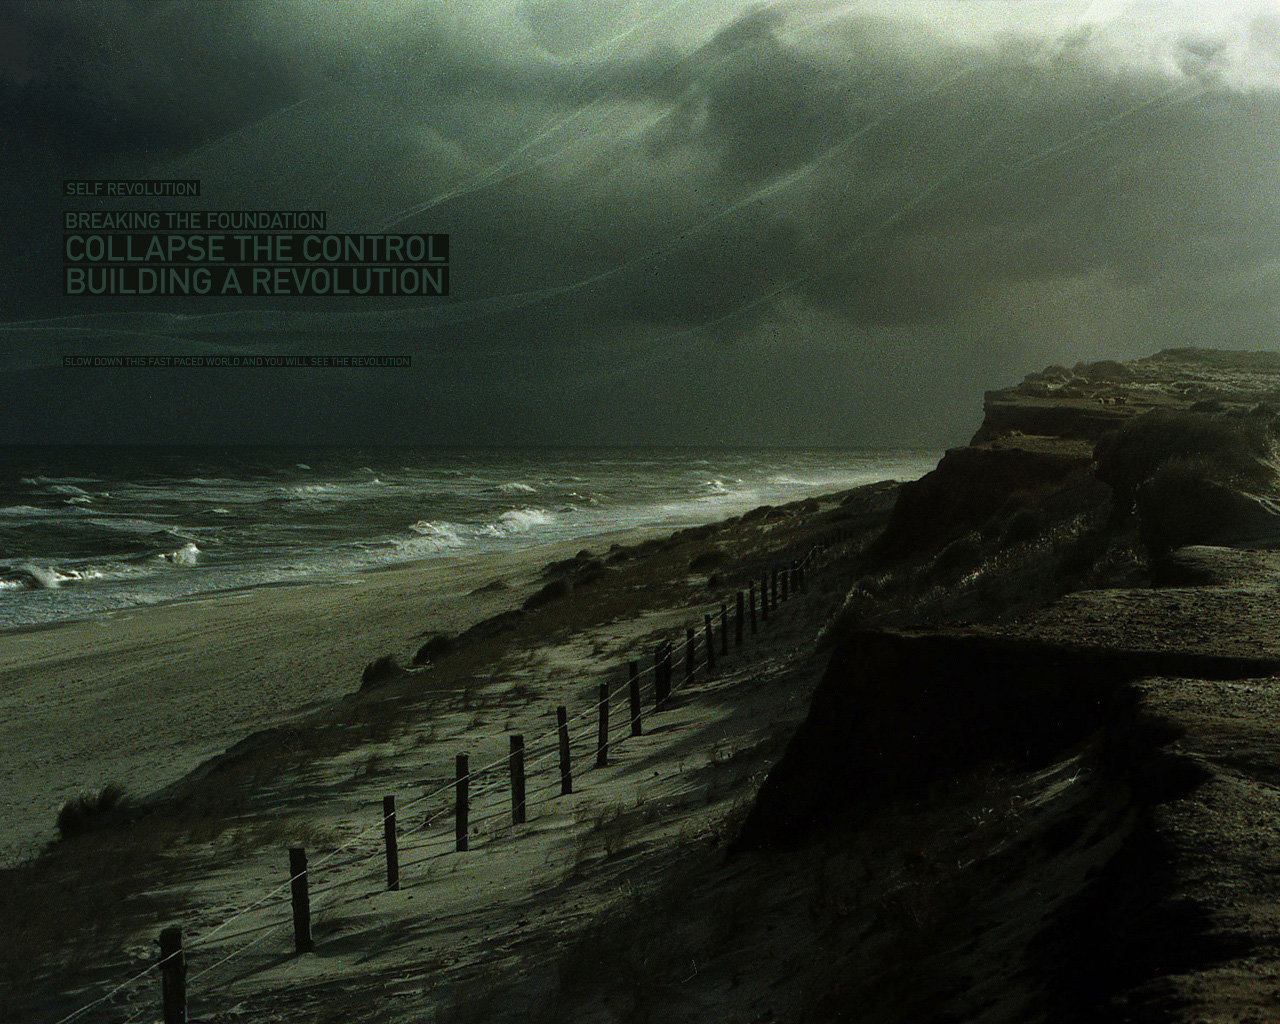 SELF REVOLUTION
BREAKING THE FOUNDATION
COLLAPSE THE CONTROL
BUILDING A REVOLUTION
SLOW DOWN THIS FAST PACED WORLD AND YOU WILL SEE THE REVOLUTION